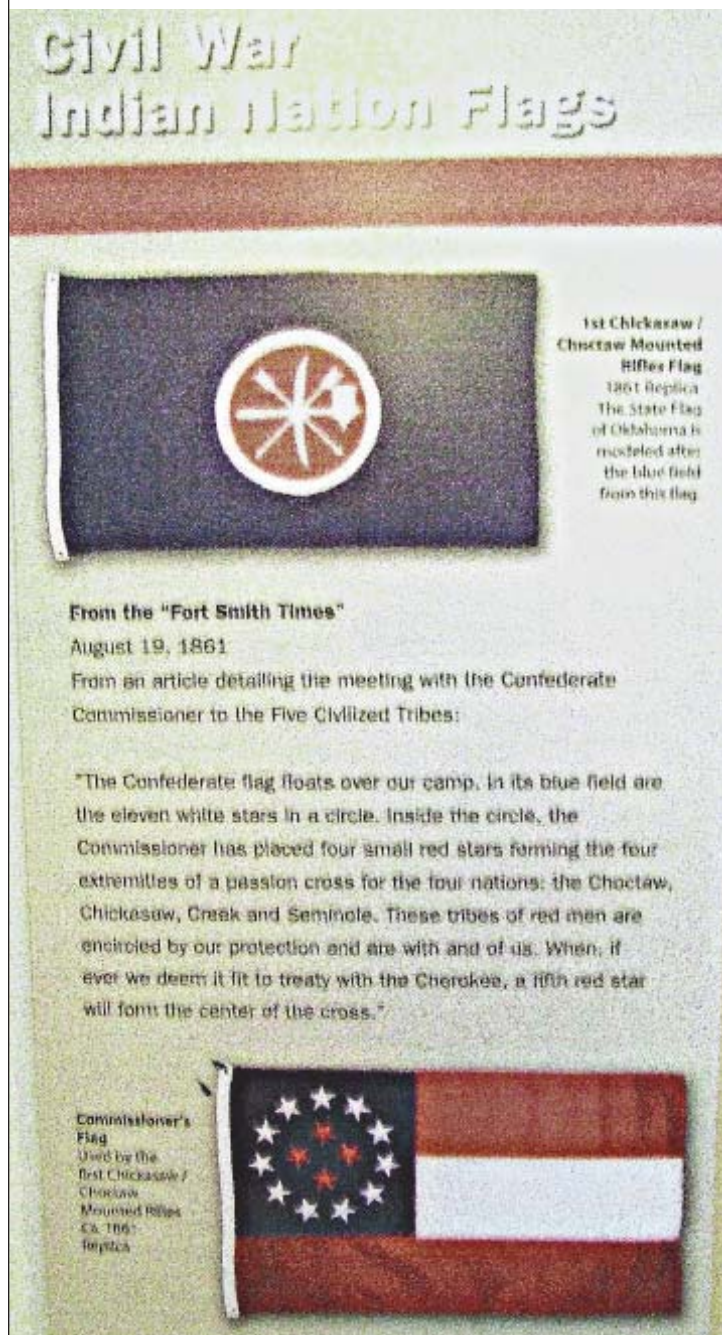 Civil War
Indian Nation Flags
1st Chickasaw /
Choctaw Mounted
Rifles Flag
1861 Replica
The State Flag
of Oklahoma is
modeled after
the blue field
from this flag.
From the "Fort Smith Times"
August 19, 1861
From an article detailing the meeting with the Confederate
Commissioner to the Five Civilized Tribes:
"The Confederate flag floats over our camp. In its blue field are
the eleven white stars in a circle. Inside the circle, the
Commissioner has placed four small red stars forming the four
extremities of a passion cross for the four nations: the Choctaw,
Chickasaw, Creek and Seminole. These tribes of red men are
encircled by our protection and are with and of us. When, if
ever we deem it fit to treaty with the Cherokee, a fifth red star
will form the center of the cross."
Commissioner's
Flag
Used by the
first Chickasaw /
Choctaw
Mounted Rifles
Ca. 1861
Replica